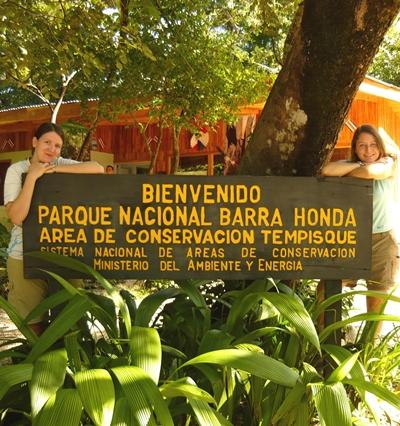 BIENVENIDO
PARQUE NACIONAL BARRA HONDA
AREA DE CONSERVACION TEMPISQUE
SISTEMA NACIONAL DE AREAS DE CONSERVACION
MINISTERIO DEL AMBIENTE Y ENERGIA